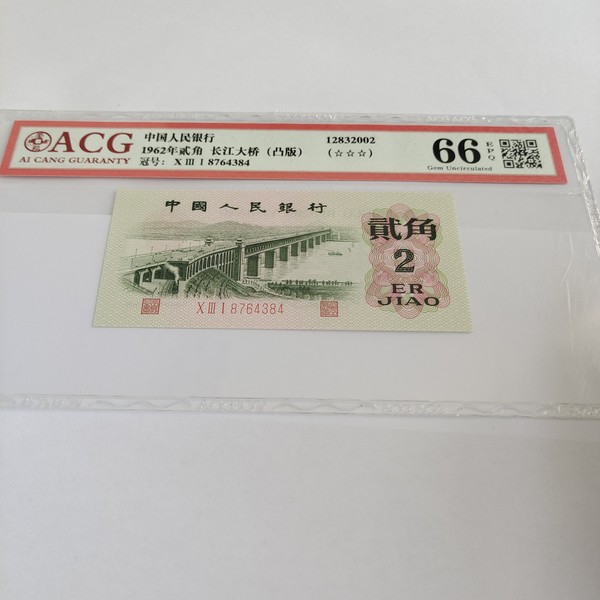 ACG
AI CANG GUARANTY
中国人民银行
1962年贰角 长江大桥（凸版）
冠号: X III I 8764384
12832002
(☆☆☆)
66 EPQ
Gem Uncirculated
中國人民銀行
貳角
2
ER
JIAO
X III I 8764384